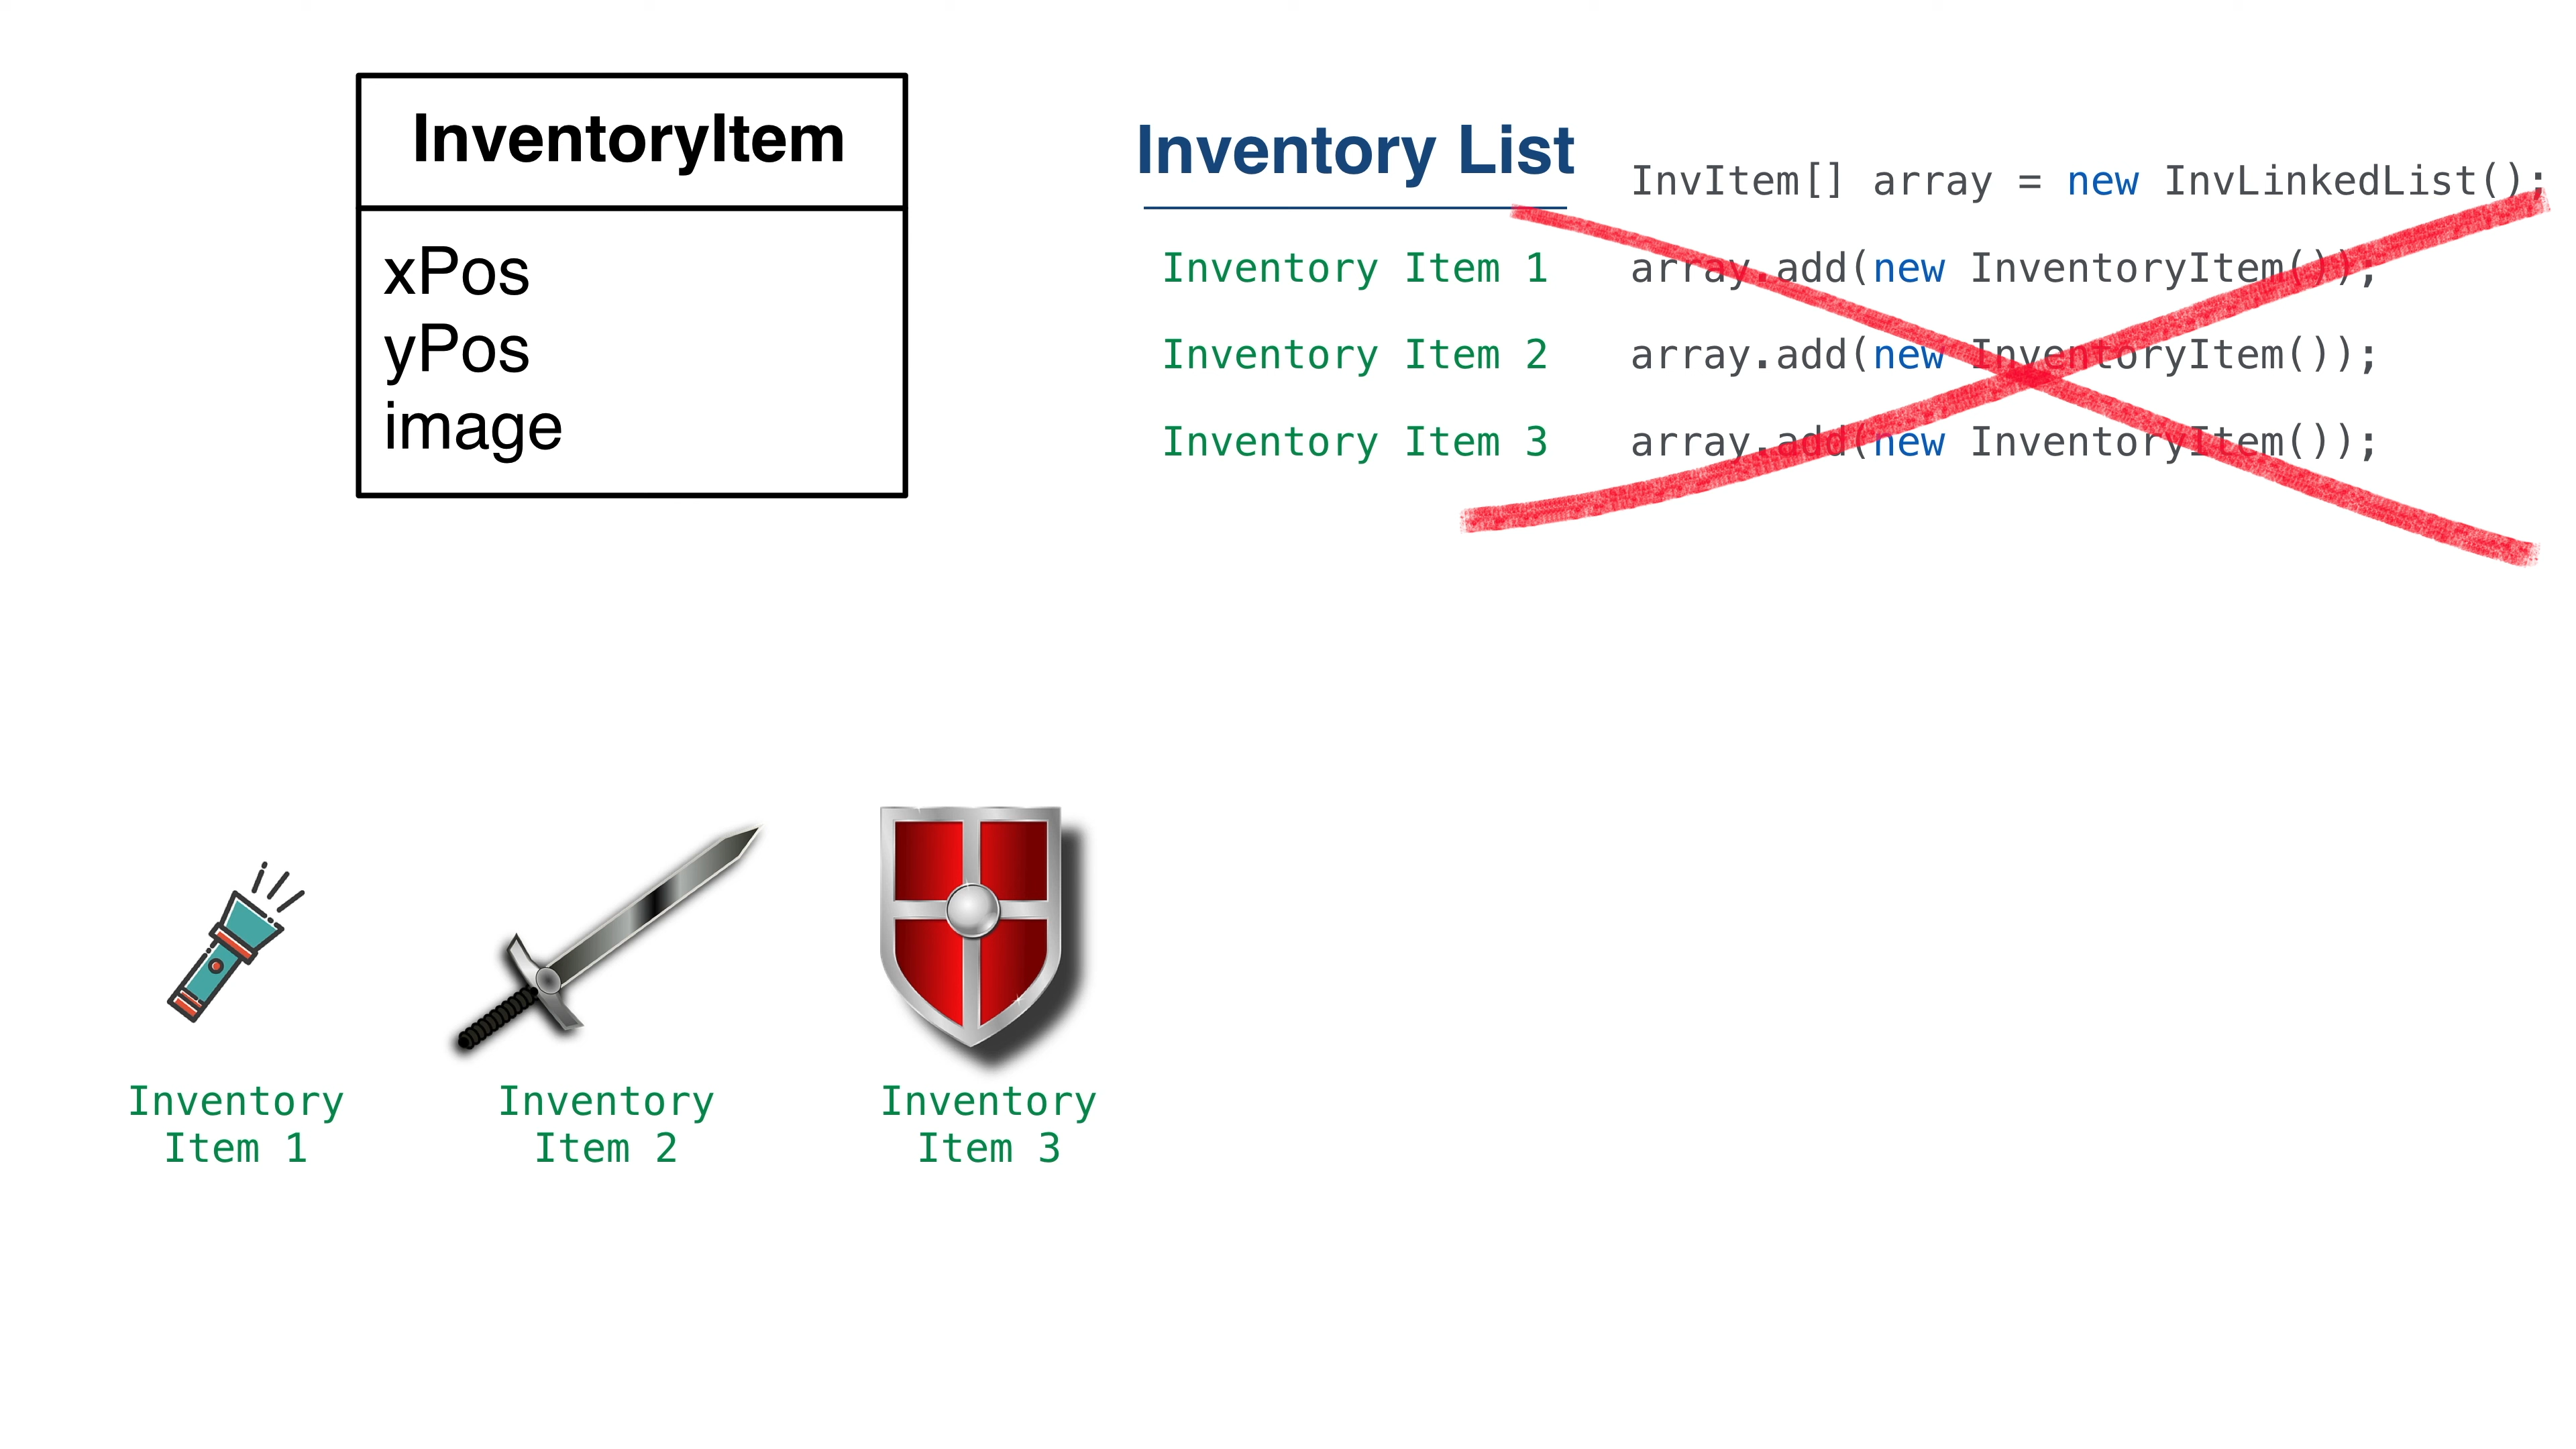 InventoryItem
xPos
yPos
image
Inventory List
InvItem[] array = new InvLinkedList();
Inventory Item 1
array.add(new InventoryItem());
Inventory Item 2
array.add(new InventoryItem());
Inventory Item 3
array.add(new InventoryItem());
Inventory
Item 1
Inventory
Item 2
Inventory
Item 3